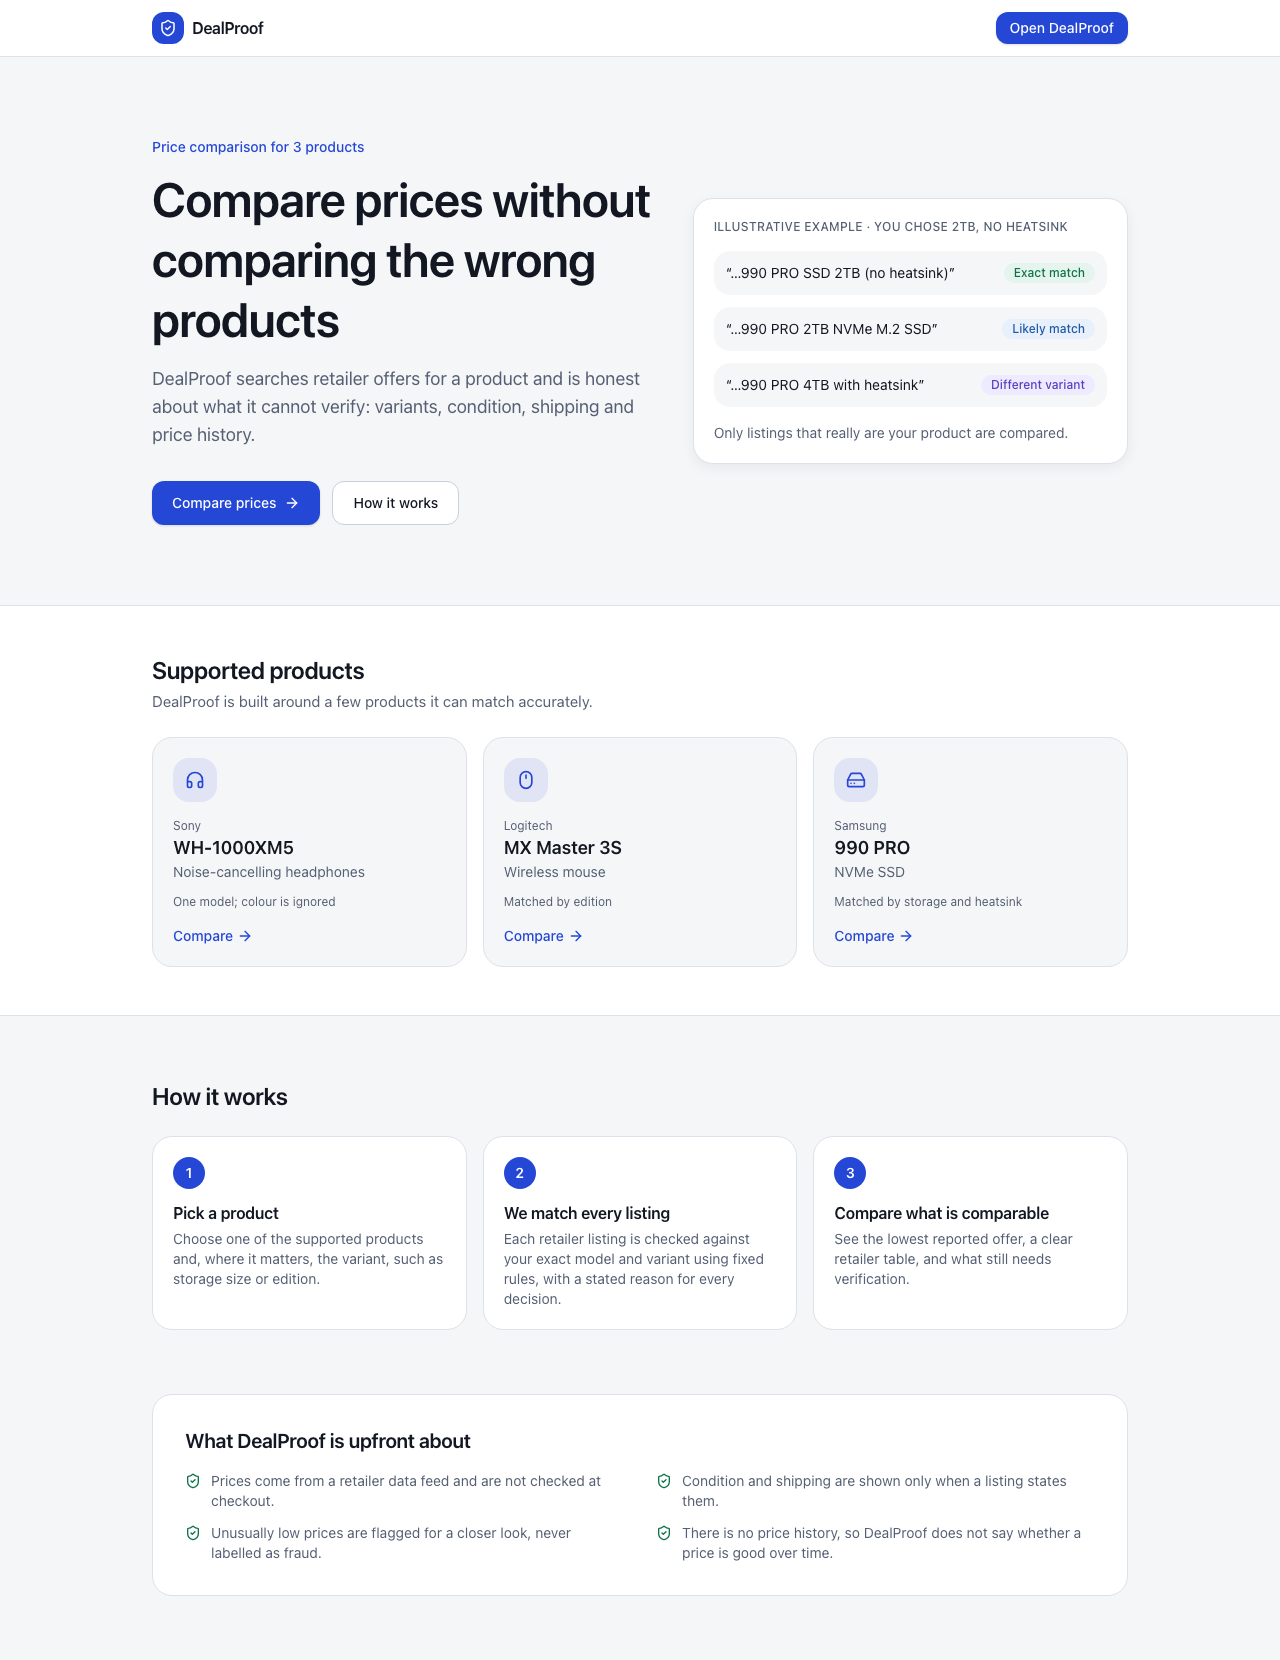 DealProof
Open DealProof
Price comparison for 3 products
Compare prices without
comparing the wrong
products
DealProof searches retailer offers for a product and is honest
about what it cannot verify: variants, condition, shipping and
price history.
Compare prices
How it works
ILLUSTRATIVE EXAMPLE · YOU CHOSE 2TB, NO HEATSINK
“...990 PRO SSD 2TB (no heatsink)”
Exact match
“...990 PRO 2TB NVMe M.2 SSD”
Likely match
“...990 PRO 4TB with heatsink”
Different variant
Only listings that really are your product are compared.
Supported products
DealProof is built around a few products it can match accurately.
Sony
WH-1000XM5
Noise-cancelling headphones
One model; colour is ignored
Compare
Logitech
MX Master 3S
Wireless mouse
Matched by edition
Compare
Samsung
990 PRO
NVMe SSD
Matched by storage and heatsink
Compare
How it works
1
Pick a product
Choose one of the supported products
and, where it matters, the variant, such as
storage size or edition.
2
We match every listing
Each retailer listing is checked against
your exact model and variant using fixed
rules, with a stated reason for every
decision.
3
Compare what is comparable
See the lowest reported offer, a clear
retailer table, and what still needs
verification.
What DealProof is upfront about
Prices come from a retailer data feed and are not checked at
checkout.
Condition and shipping are shown only when a listing states
them.
Unusually low prices are flagged for a closer look, never
labelled as fraud.
There is no price history, so DealProof does not say whether a
price is good over time.